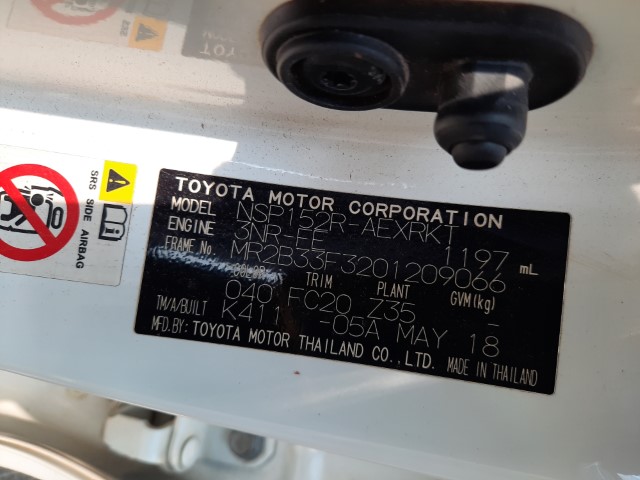 TOYOTA MOTOR CORPORATION
MODEL NSP152R-AEXRKT
ENGINE 3NR-FE 1197 mL
FRAME No. MR2B33F3201209066
COLOR TRIM PLANT GVM(kg)
040 FC20 Z35 -
TM/A/BUILT K411 -05A MAY 18
MFD.BY: TOYOTA MOTOR THAILAND CO.,LTD. MADE IN THAILAND
SRS SIDE AIRBAG